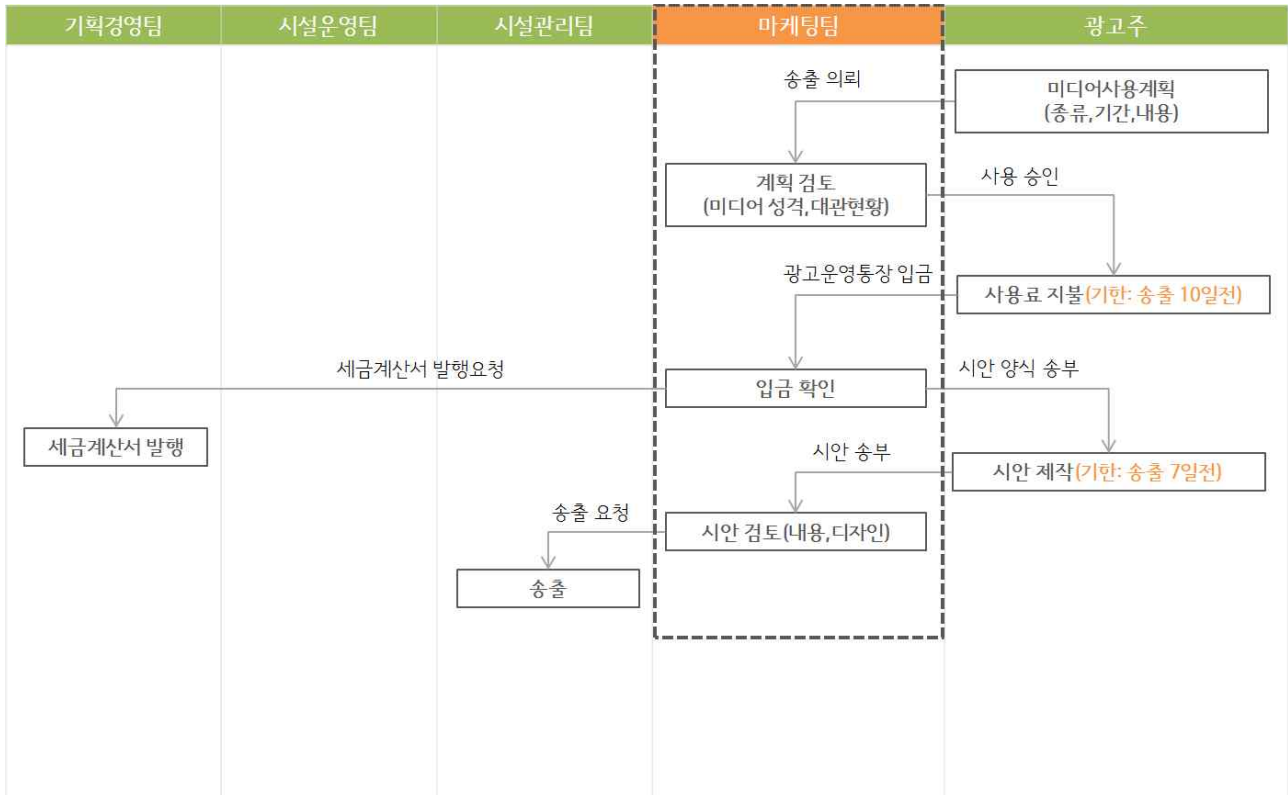 기획경영팀
시설운영팀
시설관리팀
마케팅팀
광고주
송출 의뢰
미디어사용계획
(종류,기간,내용)
계획 검토
(미디어 성격,대관현황)
사용 승인
광고운영통장 입금
사용료 지불(기한: 송출 10일전)
세금계산서 발행요청
입금 확인
시안 양식 송부
세금계산서 발행
시안 송부
시안 제작(기한: 송출 7일전)
송출 요청
시안 검토(내용,디자인)
송출